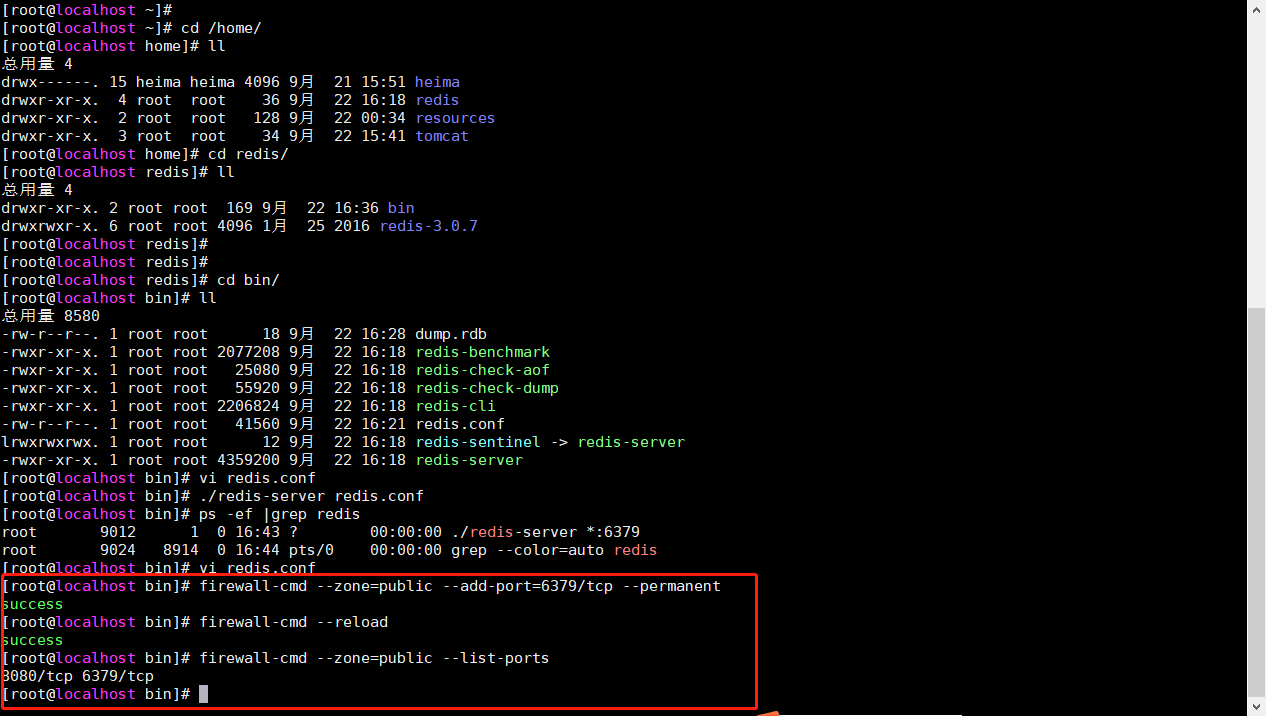 [root@localhost ~]#
[root@localhost ~]# cd /home/
[root@localhost home]# ll
总用量 4
drwx------. 15 heima heima 4096 9月  21 15:51 heima
drwxr-xr-x.  4 root  root    36 9月  22 16:18 redis
drwxr-xr-x.  2 root  root   128 9月  22 00:34 resources
drwxr-xr-x.  3 root  root    34 9月  22 15:41 tomcat
[root@localhost home]# cd redis/
[root@localhost redis]# ll
总用量 4
drwxr-xr-x. 2 root root  169 9月  22 16:36 bin
drwxrwxr-x. 6 root root 4096 1月  25 2016 redis-3.0.7
[root@localhost redis]#
[root@localhost redis]#
[root@localhost redis]# cd bin/
[root@localhost bin]# ll
总用量 8580
-rw-r--r--. 1 root root      18 9月  22 16:28 dump.rdb
-rwxr-xr-x. 1 root root 2077208 9月  22 16:18 redis-benchmark
-rwxr-xr-x. 1 root root   25080 9月  22 16:18 redis-check-aof
-rwxr-xr-x. 1 root root   55920 9月  22 16:18 redis-check-dump
-rwxr-xr-x. 1 root root 2206824 9月  22 16:18 redis-cli
-rw-r--r--. 1 root root   41560 9月  22 16:21 redis.conf
lrwxrwxrwx. 1 root root      12 9月  22 16:18 redis-sentinel -> redis-server
-rwxr-xr-x. 1 root root 4359200 9月  22 16:18 redis-server
[root@localhost bin]# vi redis.conf
[root@localhost bin]# ./redis-server redis.conf
[root@localhost bin]# ps -ef |grep redis
root       9012      1  0 16:43 ?        00:00:00 ./redis-server *:6379
root       9024   8914  0 16:44 pts/0    00:00:00 grep --color=auto redis
[root@localhost bin]# vi redis.conf
[root@localhost bin]# firewall-cmd --zone=public --add-port=6379/tcp --permanent
success
[root@localhost bin]# firewall-cmd --reload
success
[root@localhost bin]# firewall-cmd --zone=public --list-ports
8080/tcp 6379/tcp
[root@localhost bin]#